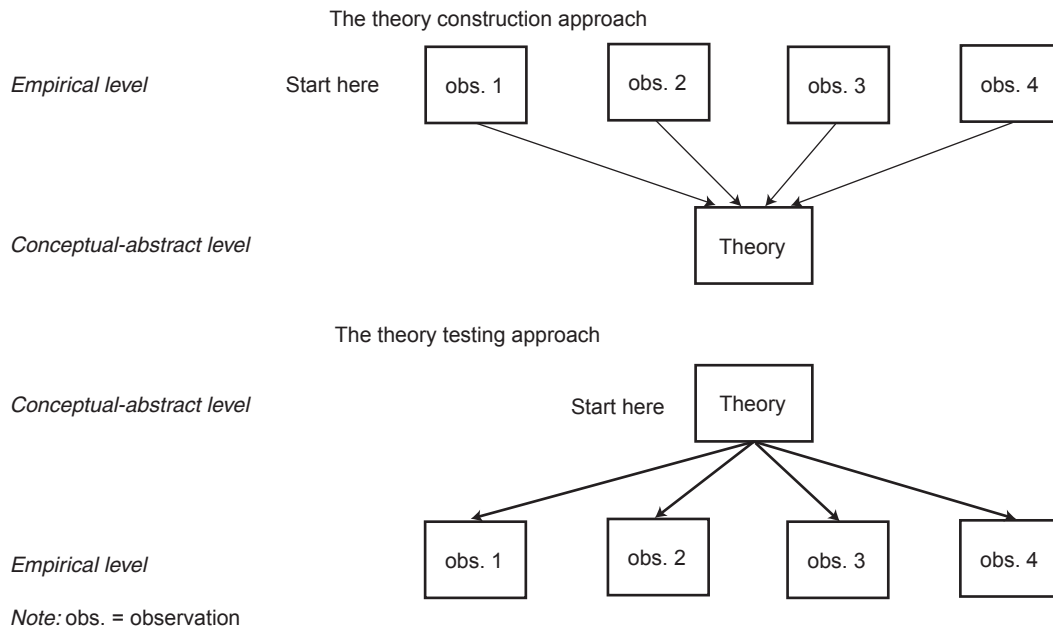 The theory construction approach
Empirical level Start here obs. 1 obs. 2 obs. 3 obs. 4
Conceptual-abstract level Theory
The theory testing approach
Conceptual-abstract level Start here Theory
Empirical level obs. 1 obs. 2 obs. 3 obs. 4
Note: obs. = observation